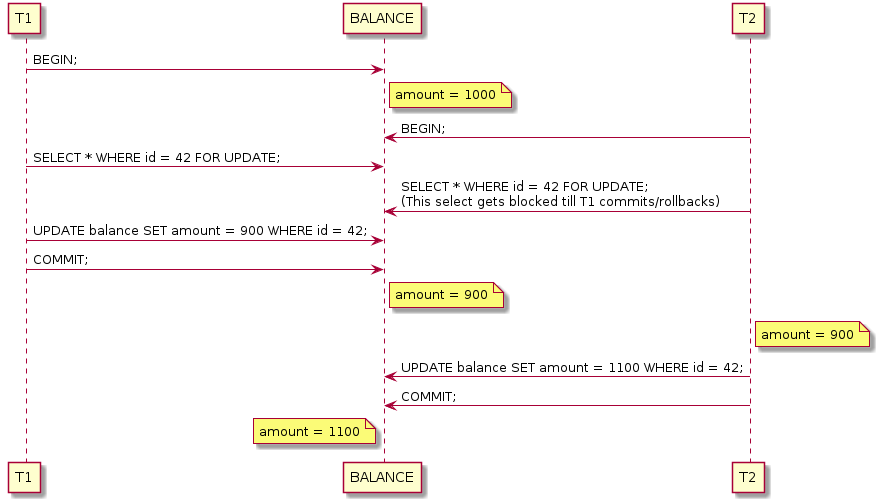 T1
BALANCE
T2
BEGIN;
amount = 1000
BEGIN;
SELECT * WHERE id = 42 FOR UPDATE;
SELECT * WHERE id = 42 FOR UPDATE;
(This select gets blocked till T1 commits/rollbacks)
UPDATE balance SET amount = 900 WHERE id = 42;
COMMIT;
amount = 900
amount = 900
UPDATE balance SET amount = 1100 WHERE id = 42;
COMMIT;
amount = 1100
T1
BALANCE
T2